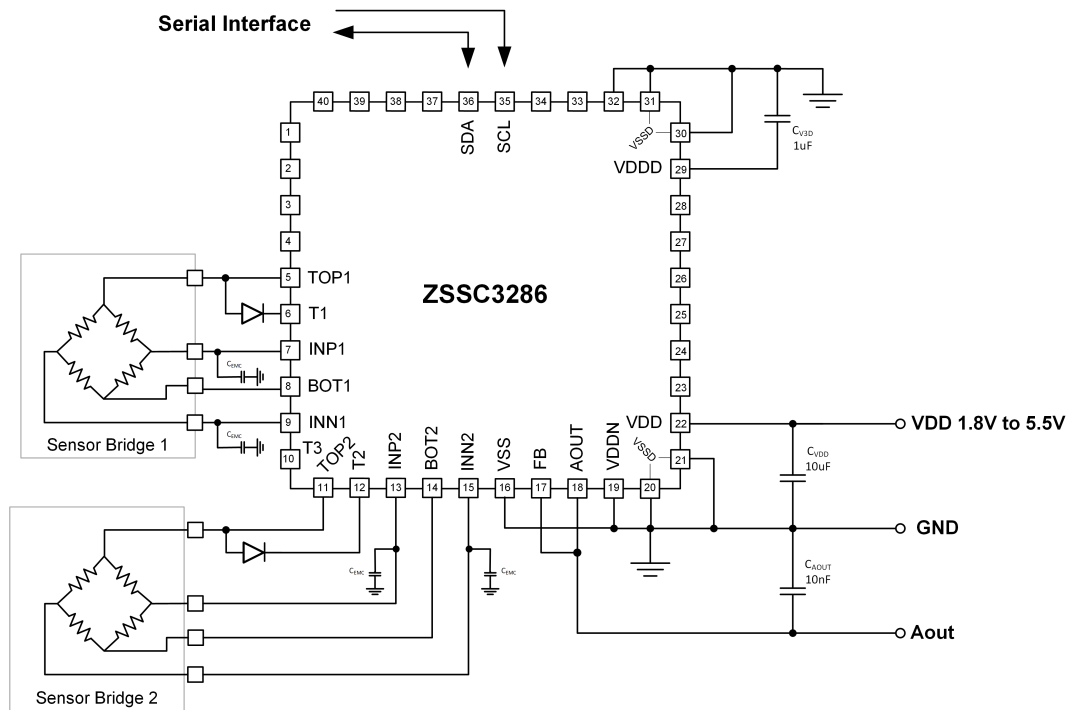 Serial Interface
40
39
38
37
36
35
34
33
32
31
SDA
SCL
VSSD
30
VDDD
29
28
27
26
25
24
23
VDD
22
VSSD
21
C_V3D
1uF
1
2
3
4
5
TOP1
6
T1
7
INP1
8
BOT1
9
INN1
10
T3
ZSSC3286
C_EMC
C_EMC
Sensor Bridge 1
TOP2
T2
INP2
BOT2
INN2
VSS
FB
AOUT
VDDN
11
12
13
14
15
16
17
18
19
20
VDD 1.8V to 5.5V
C_VDD
10uF
GND
C_AOUT
10nF
Aout
C_EMC
C_EMC
Sensor Bridge 2